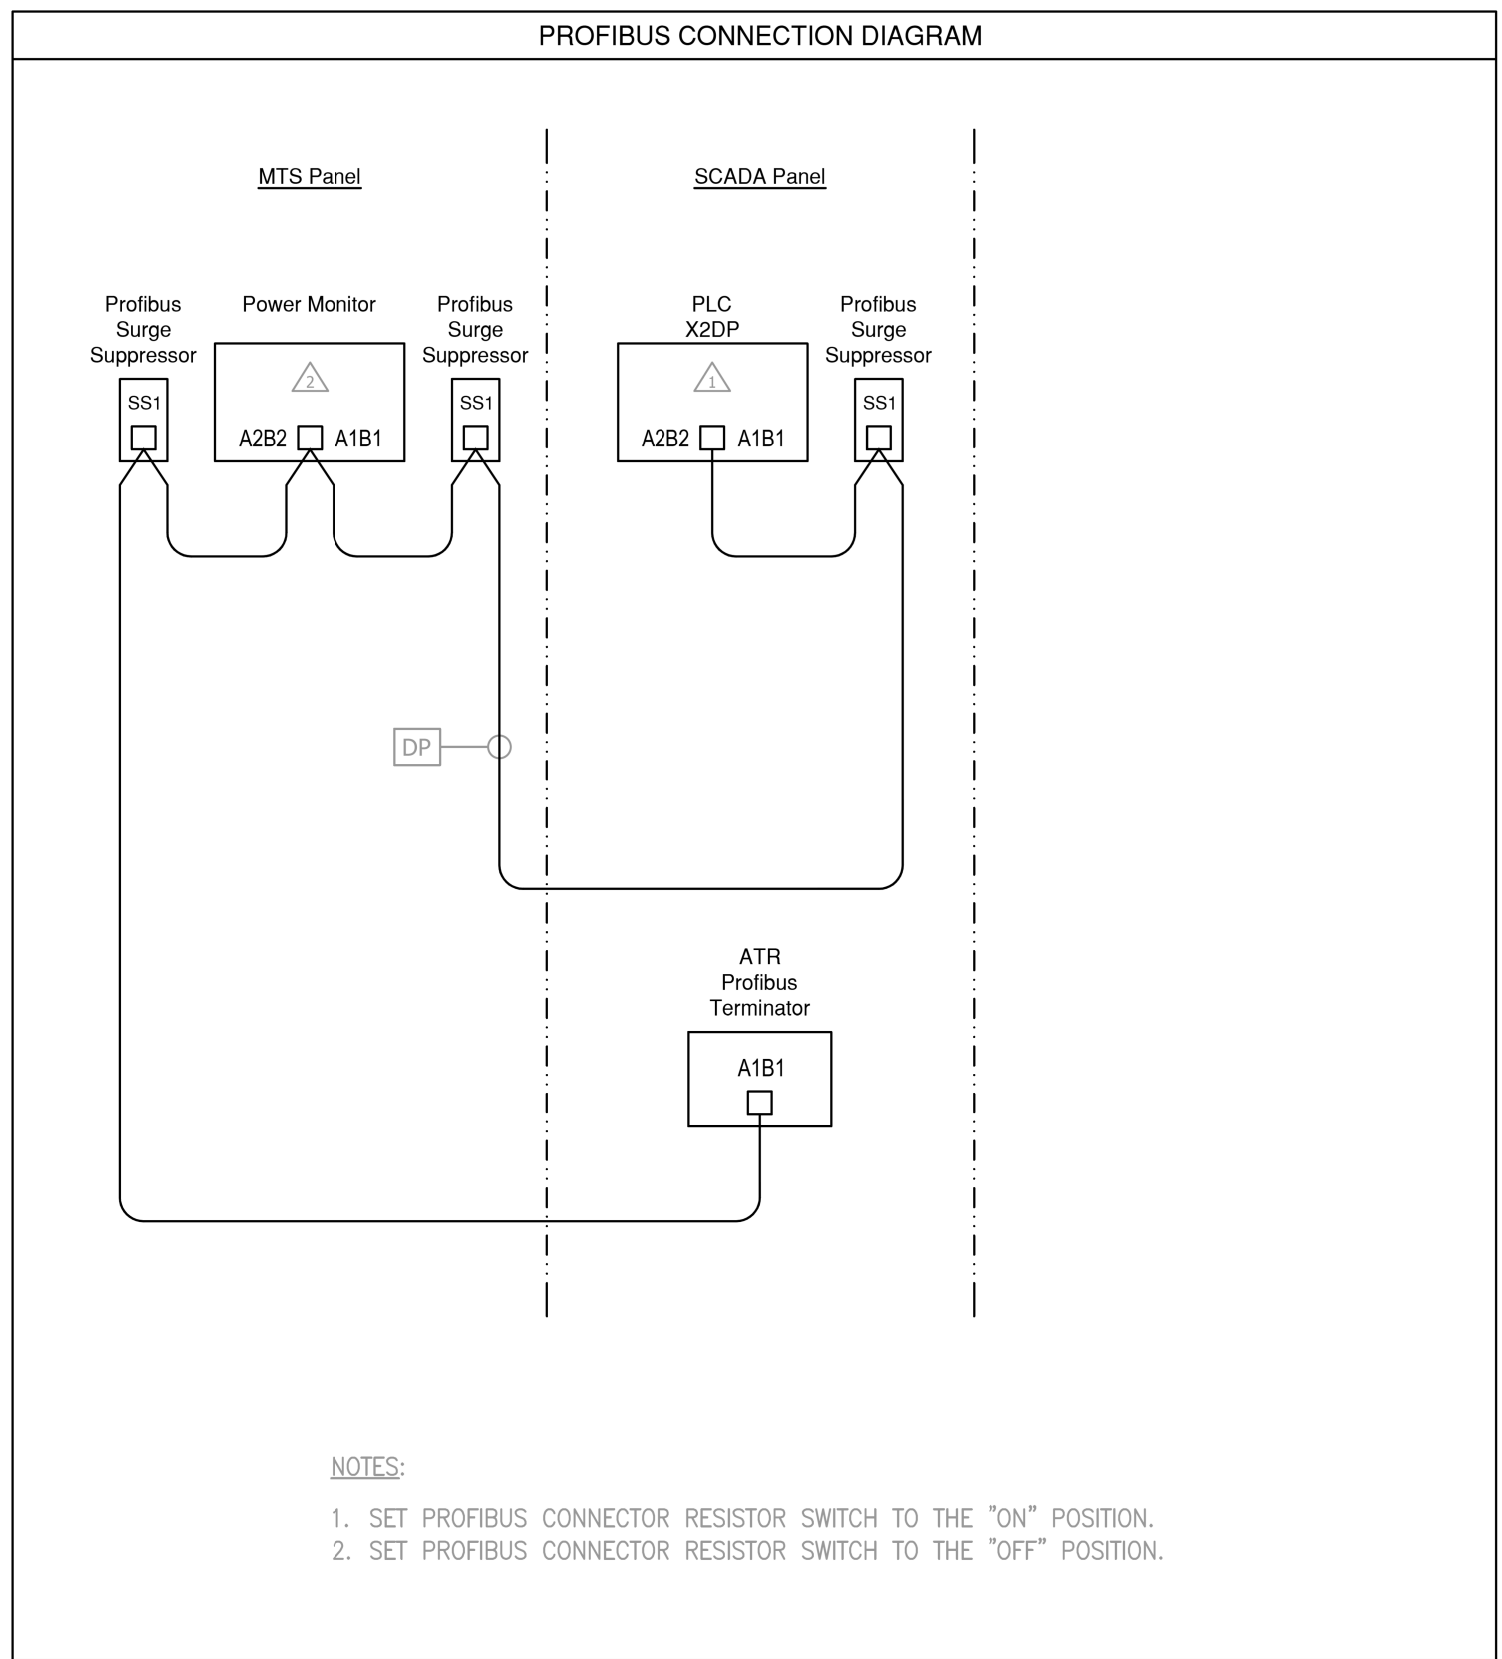 PROFIBUS CONNECTION DIAGRAM
MTS Panel
SCADA Panel
Profibus
Surge
Suppressor
Power Monitor
Profibus
Surge
Suppressor
PLC
X2DP
Profibus
Surge
Suppressor
SS1
2
A2B2
A1B1
SS1
1
A2B2
A1B1
SS1
DP
ATR
Profibus
Terminator
A1B1
NOTES:
1. SET PROFIBUS CONNECTOR RESISTOR SWITCH TO THE "ON" POSITION.
2. SET PROFIBUS CONNECTOR RESISTOR SWITCH TO THE "OFF" POSITION.